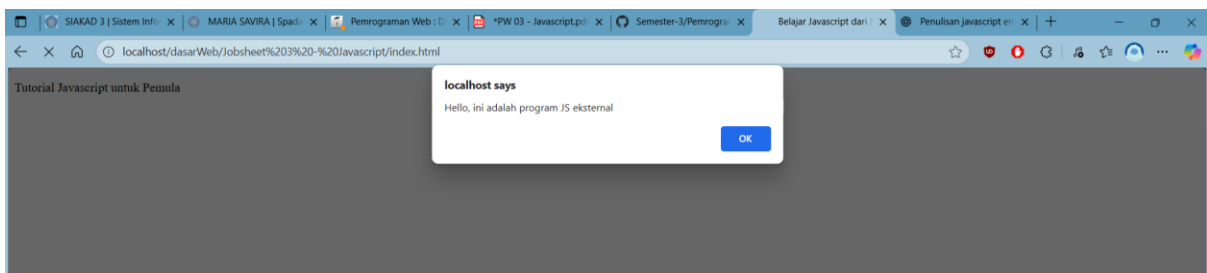 SIAKAD 3 | Sistem Info
MARIA SAVIRA | Spada
Pemrograman Web : D
*PW 03 - Javascript.pd
Semester-3/Pemrogra
Belajar Javascript dari
Penulisan javascript
localhost/dasarWeb/Jobsheet%203%20-%20Javascript/index.html
Tutorial Javascript untuk Pemula
localhost says
Hello, ini adalah program JS eksternal
OK